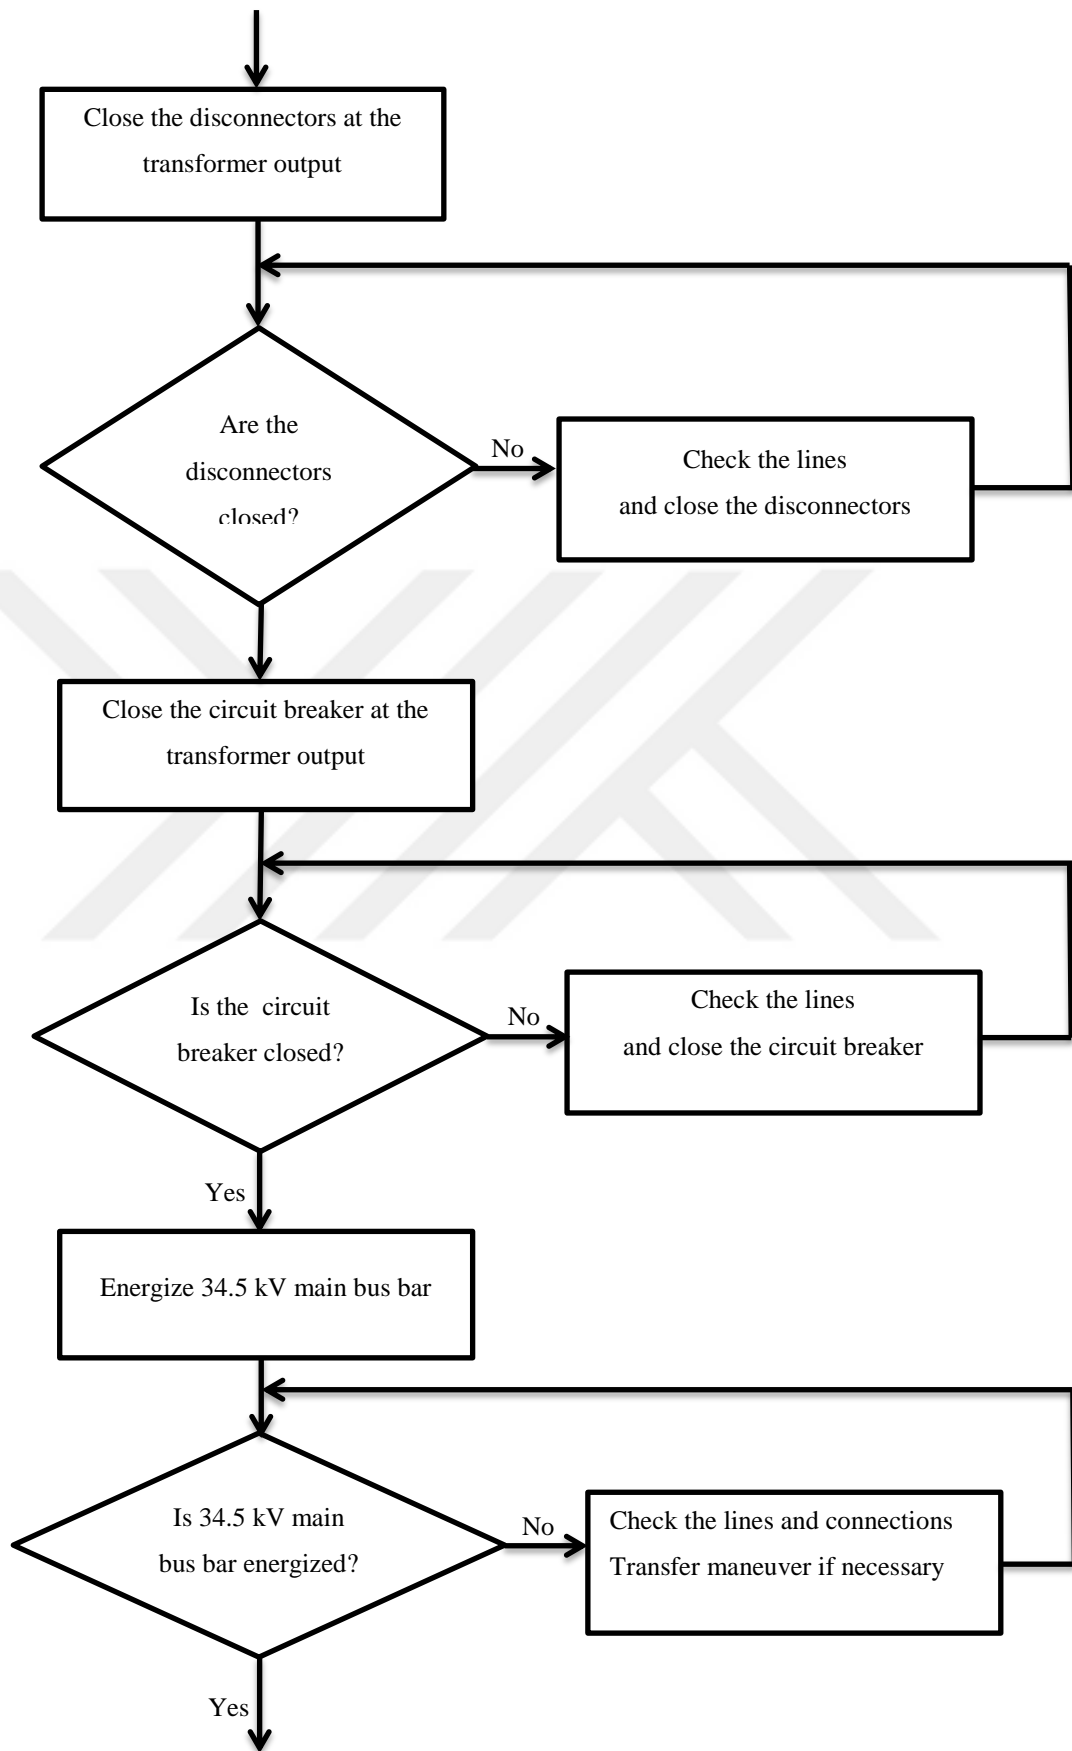 Close the disconnectors at the
transformer output
Are the
disconnectors
closed?
No
Check the lines
and close the disconnectors
Close the circuit breaker at the
transformer output
Is the circuit
breaker closed?
No
Check the lines
and close the circuit breaker
Yes
Energize 34.5 kV main bus bar
Is 34.5 kV main
bus bar energized?
No
Check the lines and connections
Transfer maneuver if necessary
Yes